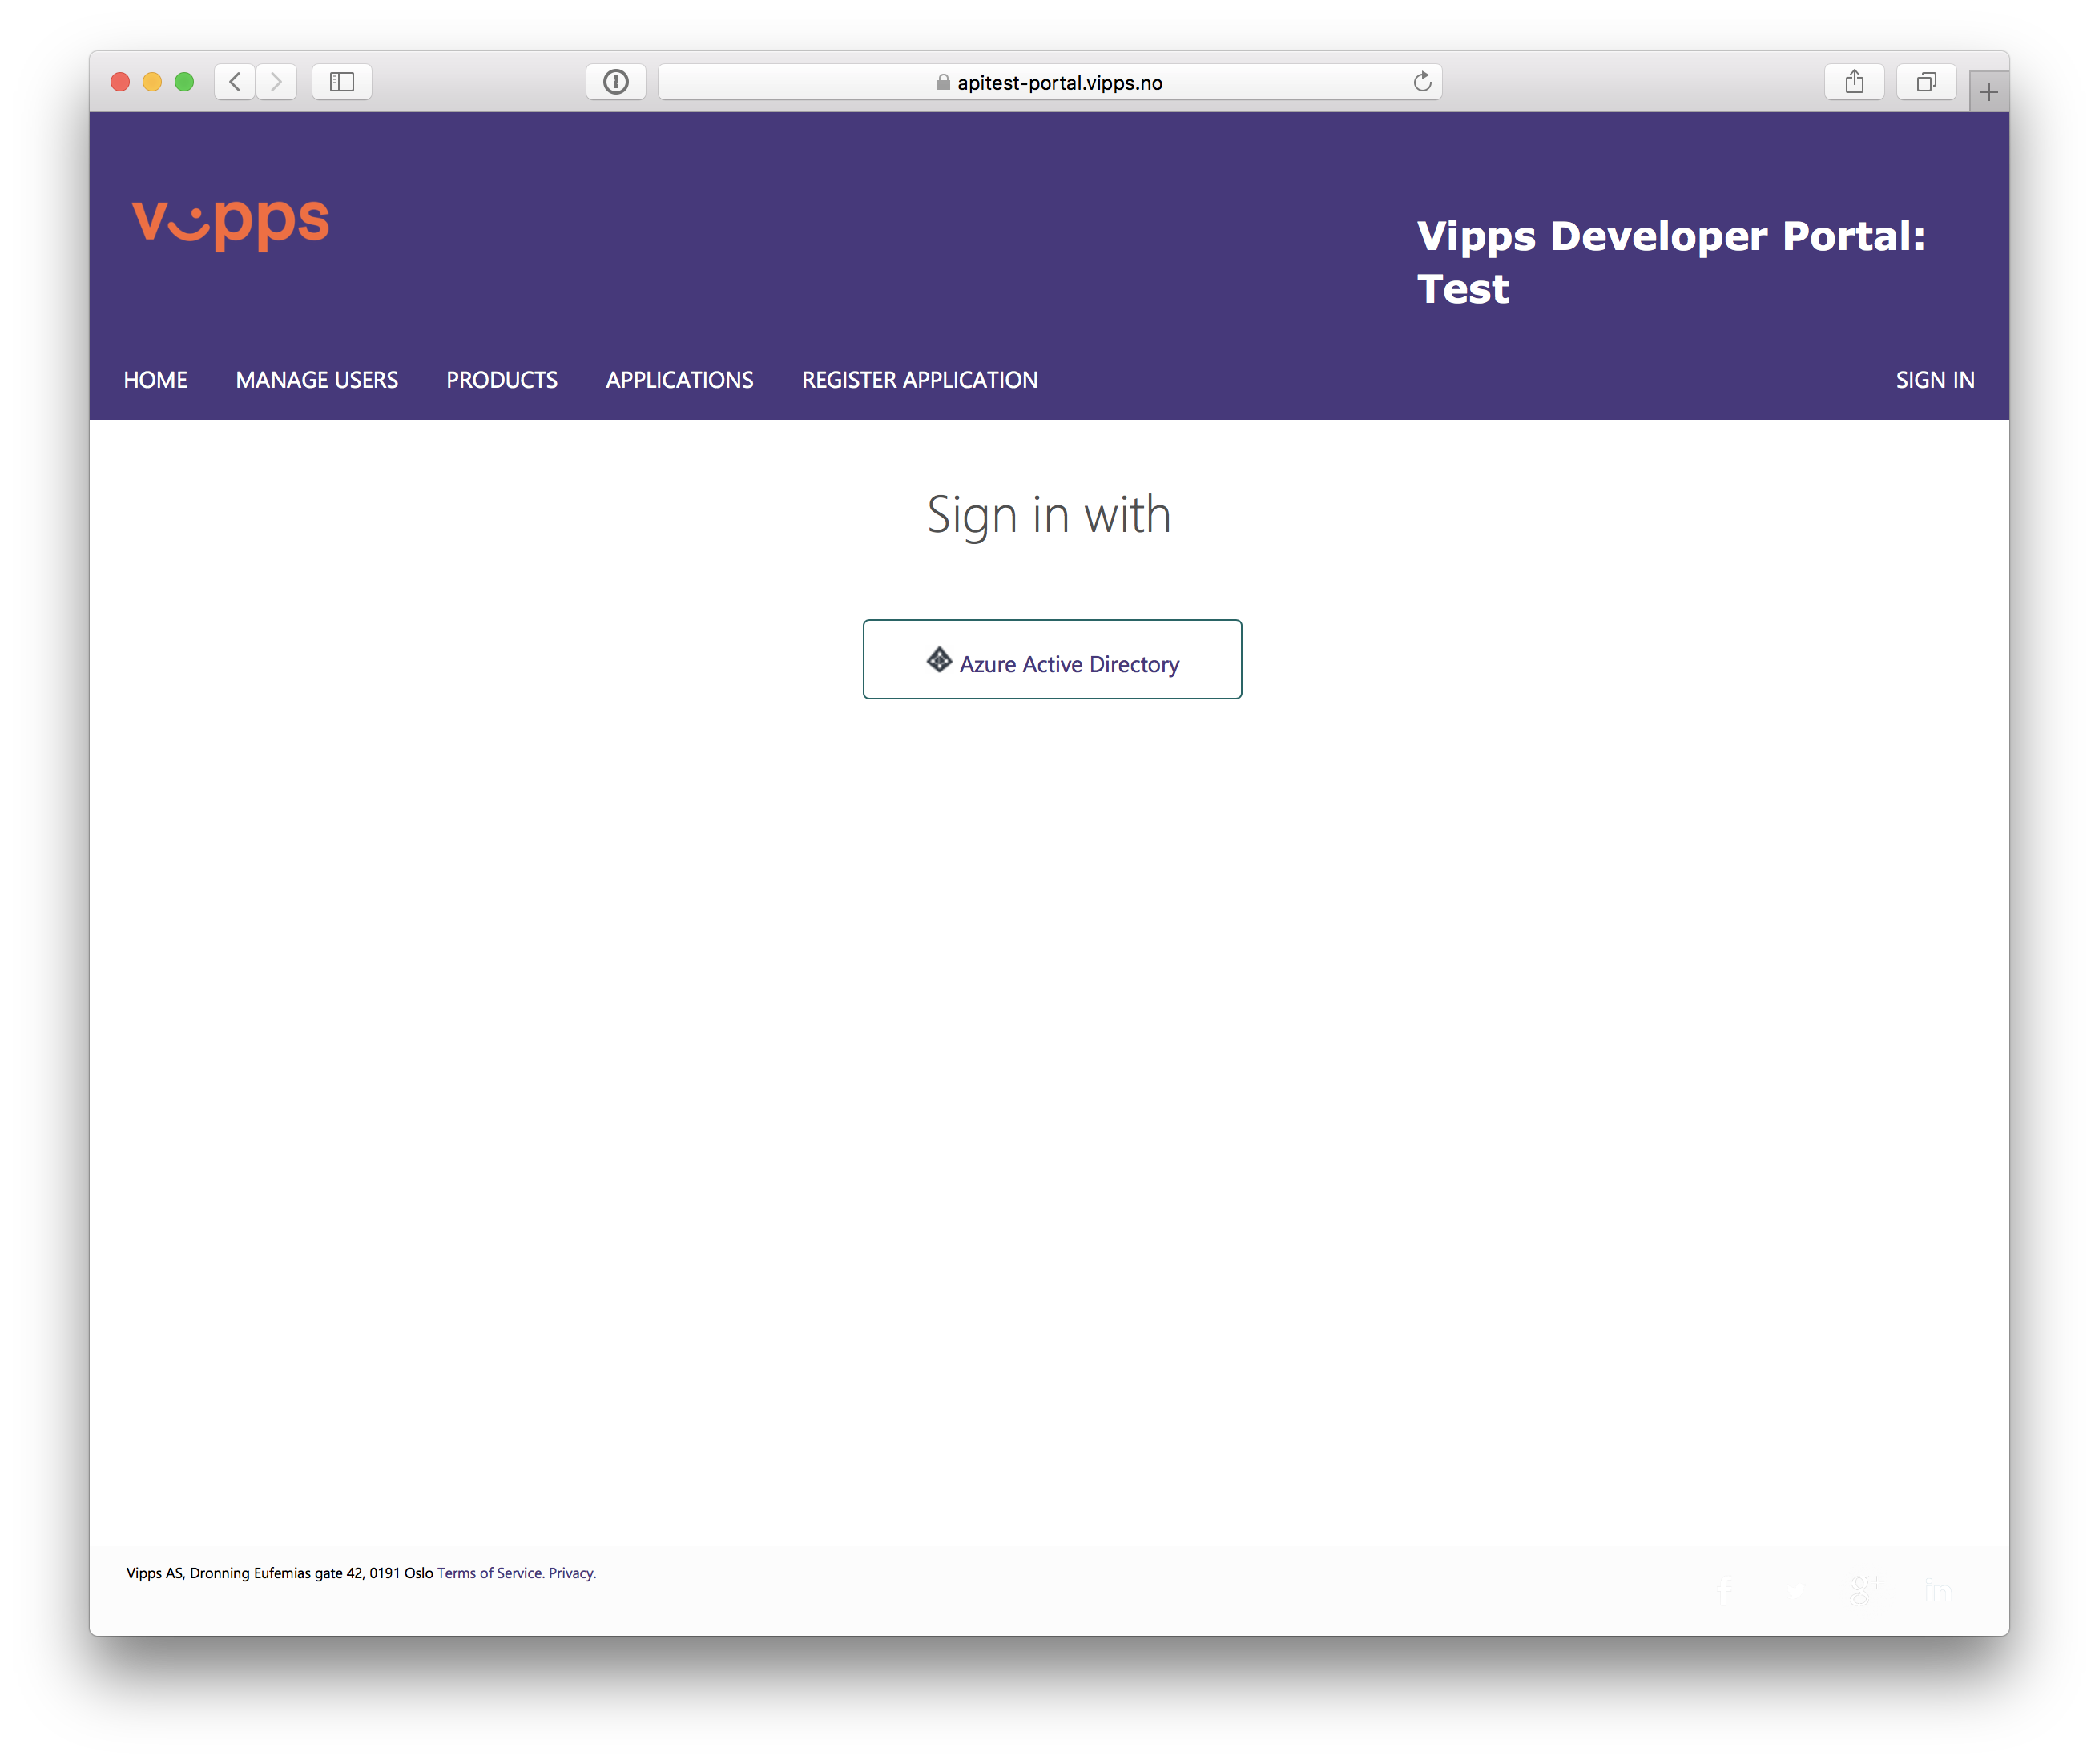 apitest-portal.vipps.no
vipps
Vipps Developer Portal:
Test
HOME MANAGE USERS PRODUCTS APPLICATIONS REGISTER APPLICATION SIGN IN
Sign in with
Azure Active Directory
Vipps AS, Dronning Eufemias gate 42, 0191 Oslo Terms of Service. Privacy.
f g+ in